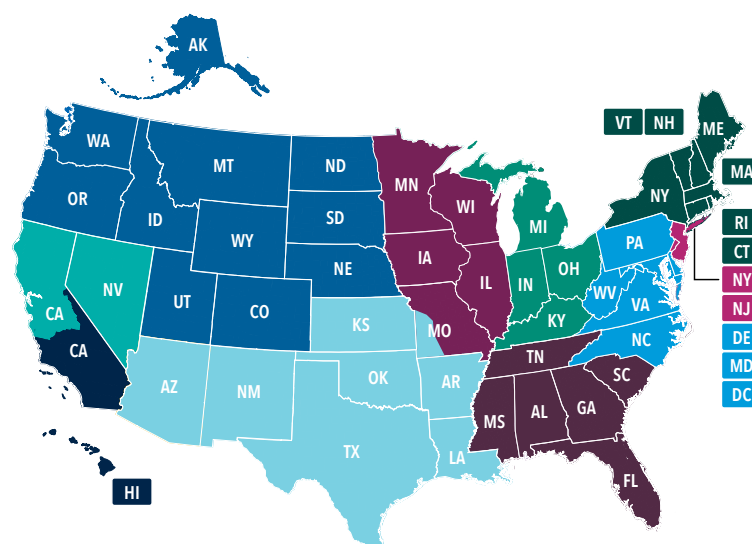 AK
VT NH
ME
WA
MT
ND
MN
MA
OR
ID
WI
NY
SD
MI
RI
WY
PA
CT
IA
NE
OH
NY
NV
IN
IL
WV
UT
CO
VA
NJ
CA
KS
MO
KY
DE
NC
CA
TN
MD
AZ
NM
OK
AR
SC
DC
MS
AL
GA
TX
LA
FL
HI